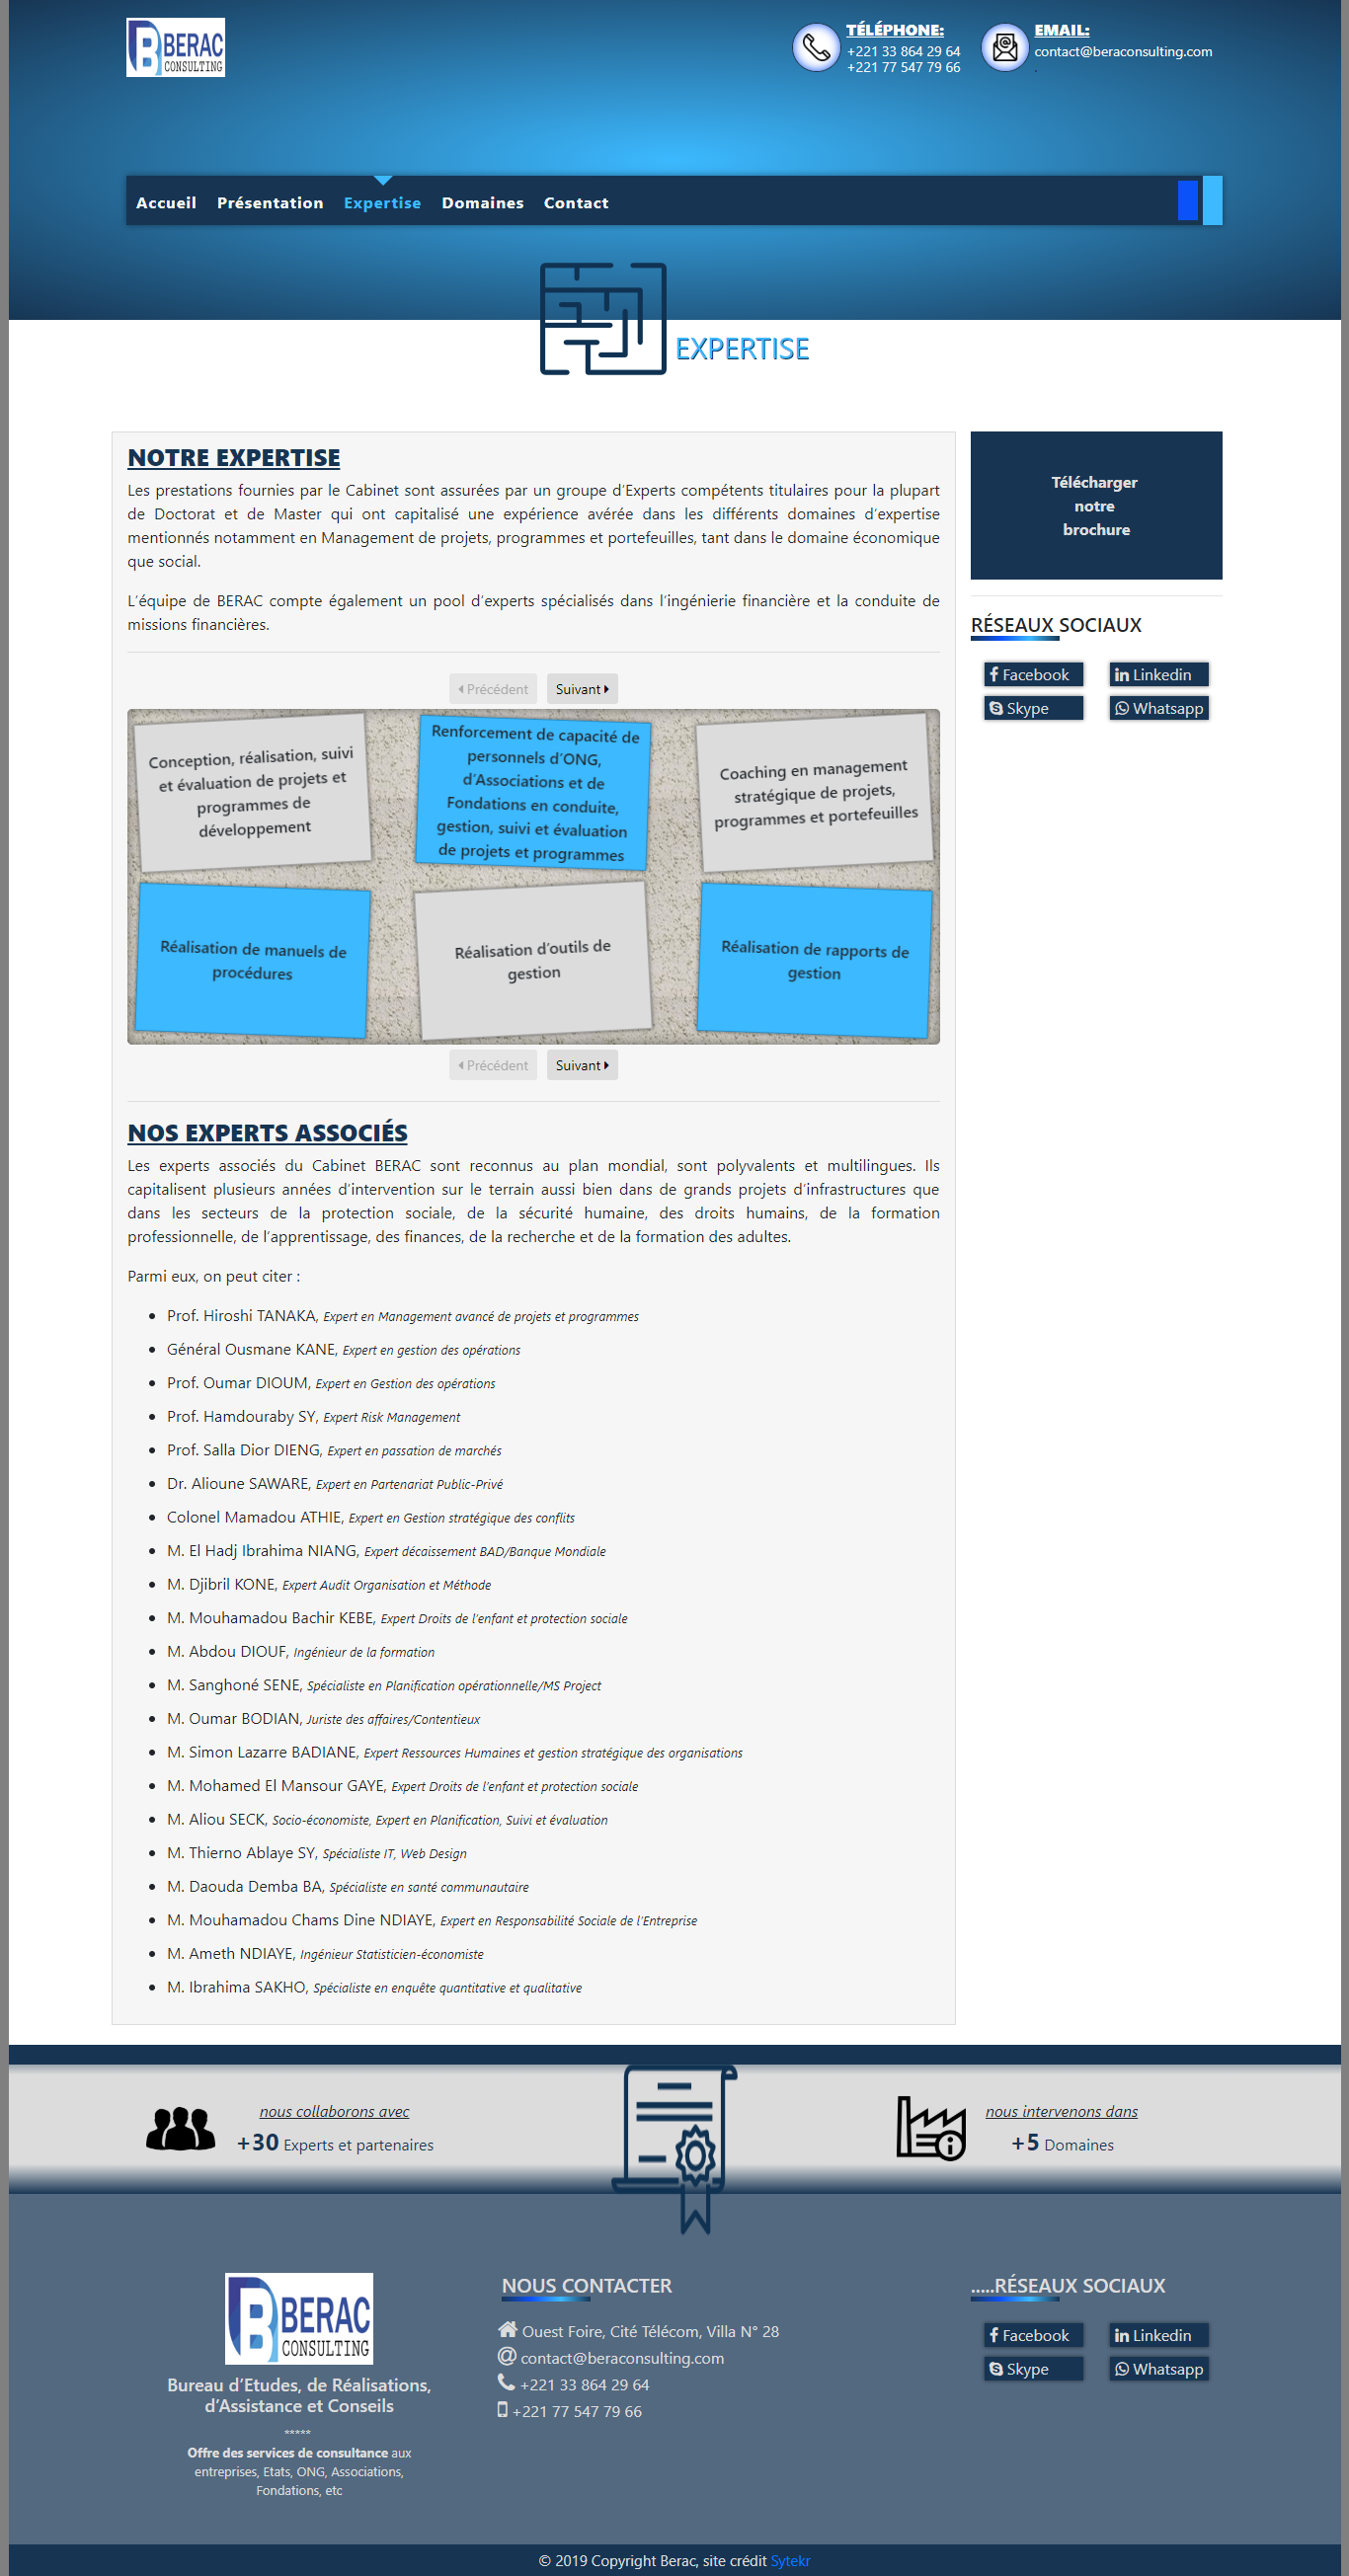 BERAC
CONSULTING
TÉLÉPHONE:
+221 33 864 29 64
+221 77 547 79 66
EMAIL:
contact@beraconsulting.com
.
Accueil Présentation Expertise Domaines Contact
EXPERTISE
NOTRE EXPERTISE
Les prestations fournies par le Cabinet sont assurées par un groupe d’Experts compétents titulaires pour la plupart
de Doctorat et de Master qui ont capitalisé une expérience avérée dans les différents domaines d’expertise
mentionnés notamment en Management de projets, programmes et portefeuilles, tant dans le domaine économique
que social.
L’équipe de BERAC compte également un pool d’experts spécialisés dans l’ingénierie financière et la conduite de
missions financières.
Précédent Suivant
Conception, réalisation, suivi
et évaluation de projets et
programmes de
développement
Renforcement de capacité de
personnels d’ONG,
d’Associations et de
Fondations en conduite,
gestion, suivi et évaluation
de projets et programmes
Coaching en management
stratégique de projets,
programmes et portefeuilles
Réalisation de manuels de
procédures
Réalisation d’outils de
gestion
Réalisation de rapports de
gestion
Précédent Suivant
NOS EXPERTS ASSOCIÉS
Les experts associés du Cabinet BERAC sont reconnus au plan mondial, sont polyvalents et multilingues. Ils
capitalisent plusieurs années d’intervention sur le terrain aussi bien dans de grands projets d’infrastructures que
dans les secteurs de la protection sociale, de la sécurité humaine, des droits humains, de la formation
professionnelle, de l’apprentissage, des finances, de la recherche et de la formation des adultes.
Parmi eux, on peut citer :
• Prof. Hiroshi TANAKA, Expert en Management avancé de projets et programmes
• Général Ousmane KANE, Expert en gestion des opérations
• Prof. Oumar DIOUM, Expert en Gestion des opérations
• Prof. Hamdouraby SY, Expert Risk Management
• Prof. Salla Dior DIENG, Expert en passation de marchés
• Dr. Alioune SAWARE, Expert en Partenariat Public-Privé
• Colonel Mamadou ATHIE, Expert en Gestion stratégique des conflits
• M. El Hadj Ibrahima NIANG, Expert décaissement BAD/Banque Mondiale
• M. Djibril KONE, Expert Audit Organisation et Méthode
• M. Mouhamadou Bachir KEBE, Expert Droits de l’enfant et protection sociale
• M. Abdou DIOUF, Ingénieur de la formation
• M. Sanghoné SENE, Spécialiste en Planification opérationnelle/MS Project
• M. Oumar BODIAN, Juriste des affaires/Contentieux
• M. Simon Lazarre BADIANE, Expert Ressources Humaines et gestion stratégique des organisations
• M. Mohamed El Mansour GAYE, Expert Droits de l’enfant et protection sociale
• M. Aliou SECK, Socio-économiste, Expert en Planification, Suivi et évaluation
• M. Thierno Ablaye SY, Spécialiste IT, Web Design
• M. Daouda Demba BA, Spécialiste en santé communautaire
• M. Mouhamadou Chams Dine NDIAYE, Expert en Responsabilité Sociale de l’Entreprise
• M. Ameth NDIAYE, Ingénieur Statisticien-économiste
• M. Ibrahima SAKHO, Spécialiste en enquête quantitative et qualitative
Télécharger
notre
brochure
RÉSEAUX SOCIAUX
Facebook Linkedin
Skype Whatsapp
nous collaborons avec
+30 Experts et partenaires
nous intervenons dans
+5 Domaines
BERAC
CONSULTING
Bureau d’Etudes, de Réalisations,
d’Assistance et Conseils
*****
Offre des services de consultance aux
entreprises, Etats, ONG, Associations,
Fondations, etc
NOUS CONTACTER
Ouest Foire, Cité Télécom, Villa N° 28
contact@beraconsulting.com
+221 33 864 29 64
+221 77 547 79 66
.....RÉSEAUX SOCIAUX
Facebook Linkedin
Skype Whatsapp
© 2019 Copyright Berac, site crédit Sytekr